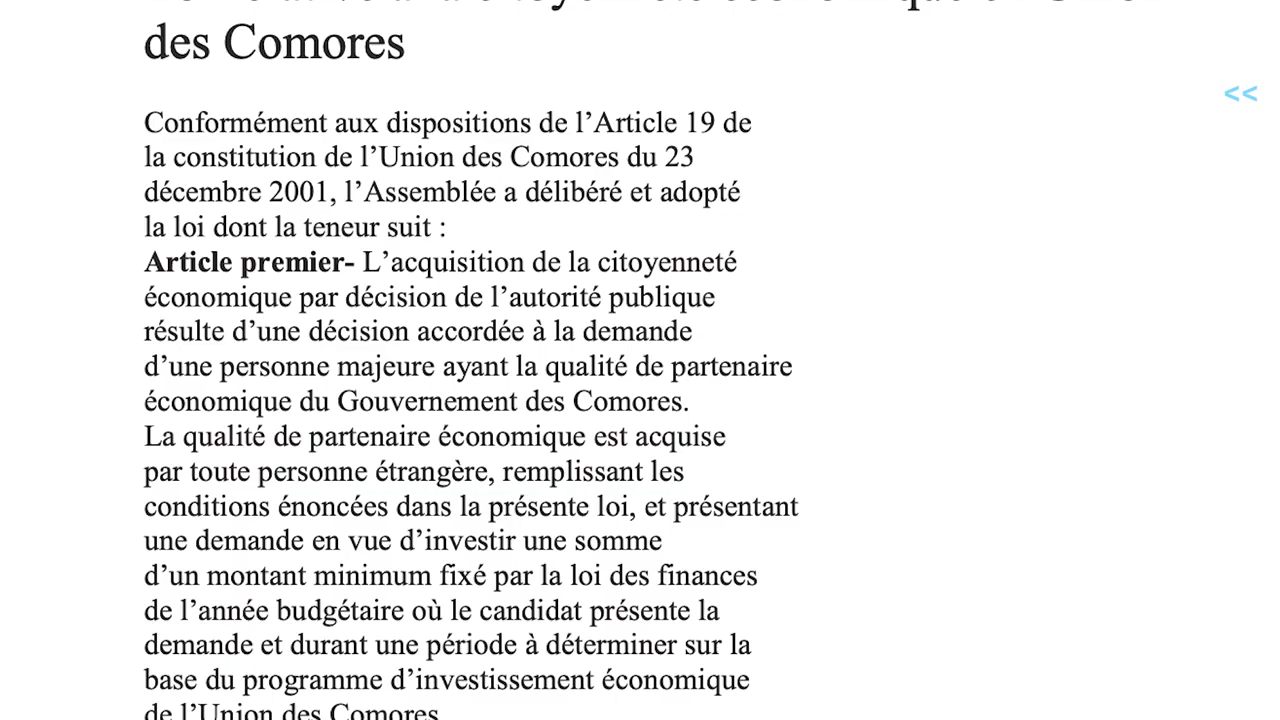 des Comores
<<
Conformément aux dispositions de l’Article 19 de
la constitution de l’Union des Comores du 23
décembre 2001, l’Assemblée a délibéré et adopté
la loi dont la teneur suit :
Article premier- L’acquisition de la citoyenneté
économique par décision de l’autorité publique
résulte d’une décision accordée à la demande
d’une personne majeure ayant la qualité de partenaire
économique du Gouvernement des Comores.
La qualité de partenaire économique est acquise
par toute personne étrangère, remplissant les
conditions énoncées dans la présente loi, et présentant
une demande en vue d’investir une somme
d’un montant minimum fixé par la loi des finances
de l’année budgétaire où le candidat présente la
demande et durant une période à déterminer sur la
base du programme d’investissement économique
de l’Union des Comores